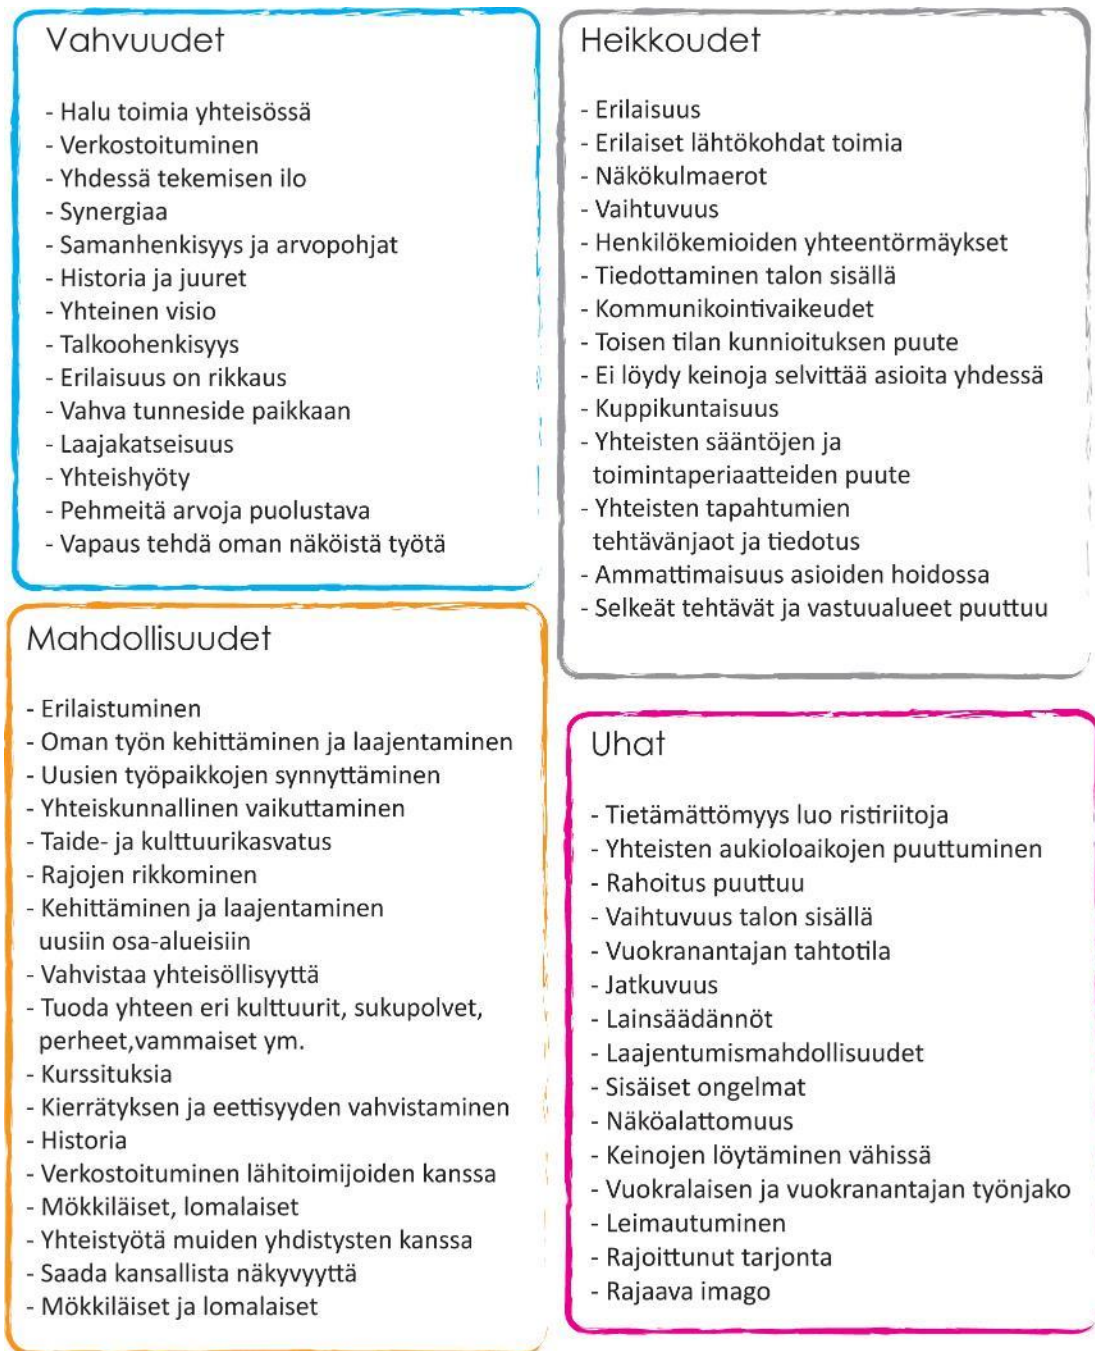 Vahvuudet
- Halu toimia yhteisössä
- Verkostoituminen
- Yhdessä tekemisen ilo
- Synergiaa
- Samanhenkisyys ja arvopohjat
- Historia ja juuret
- Yhteinen visio
- Talkoohenkisyys
- Erilaisuus on rikkaus
- Vahva tunneside paikkaan
- Laajakatseisuus
- Yhteishyöty
- Pehmeitä arvoja puolustava
- Vapaus tehdä oman näköistä työtä
Heikkoudet
- Erilaisuus
- Erilaiset lähtökohdat toimia
- Näkökulmaerot
- Vaihtuvuus
- Henkilökemioiden yhteentörmäykset
- Tiedottaminen talon sisällä
- Kommunikointivaikeudet
- Toisen tilan kunnioituksen puute
- Ei löydy keinoja selvittää asioita yhdessä
- Kuppikuntaisuus
- Yhteisten sääntöjen ja
toimintaperiaatteiden puute
- Yhteisten tapahtumien
tehtävänjaot ja tiedotus
- Ammattimaisuus asioiden hoidossa
- Selkeät tehtävät ja vastuualueet puuttuu
Mahdollisuudet
- Erilaistuminen
- Oman työn kehittäminen ja laajentaminen
- Uusien työpaikkojen synnyttäminen
- Yhteiskunnallinen vaikuttaminen
- Taide- ja kulttuurikasvatus
- Rajojen rikkominen
- Kehittäminen ja laajentaminen
uusiin osa-alueisiin
- Vahvistaa yhteisöllisyyttä
- Tuoda yhteen eri kulttuurit, sukupolvet,
perheet,vammaiset ym.
- Kurssituksia
- Kierrätyksen ja eettisyyden vahvistaminen
- Historia
- Verkostoituminen lähitoimijoiden kanssa
- Mökkiläiset, lomalaiset
- Yhteistyötä muiden yhdistysten kanssa
- Saada kansallista näkyvyyttä
- Mökkiläiset ja lomalaiset
Uhat
- Tietämättömyys luo ristiriitoja
- Yhteisten aukioloaikojen puuttuminen
- Rahoitus puuttuu
- Vaihtuvuus talon sisällä
- Vuokranantajan tahtotila
- Jatkuvuus
- Lainsäädännöt
- Laajentumismahdollisuudet
- Sisäiset ongelmat
- Näköalattomuus
- Keinojen löytäminen vähissä
- Vuokralaisen ja vuokranantajan työnjako
- Leimautuminen
- Rajoittunut tarjonta
- Rajaava imago